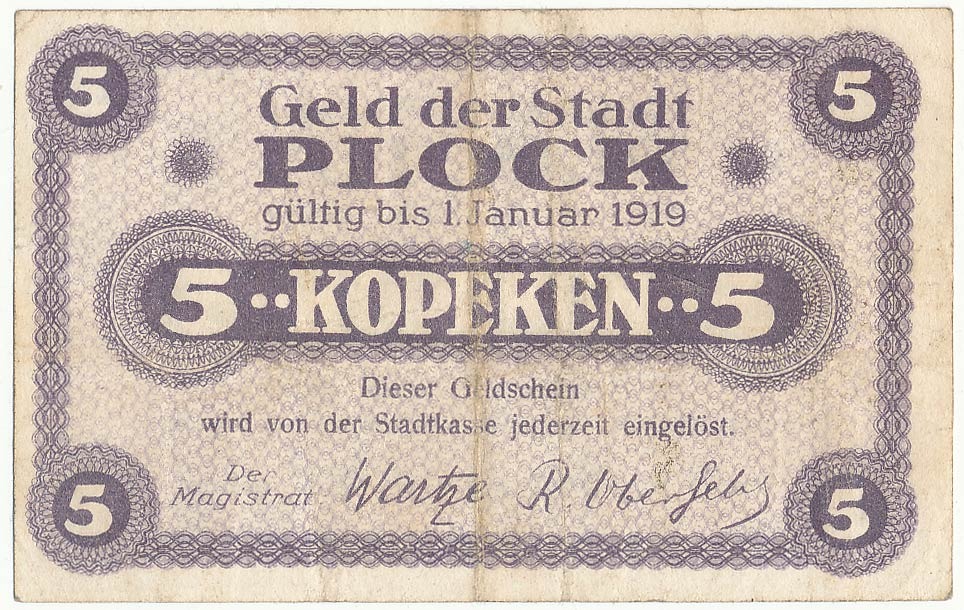 5 5
Geld der Stadt
PLOCK
gültig bis 1. Januar 1919
5··KOPEKEN··5
Dieser Geldschein
wird von der Stadtkasse jederzeit eingelöst.
Der
Magistrat Wartze R.
5 5